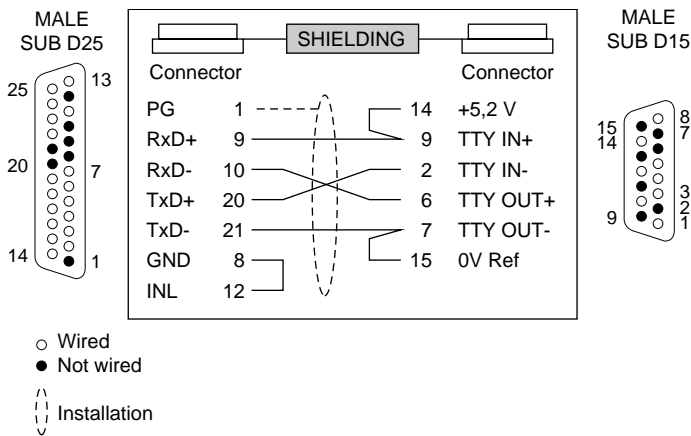 MALE
SUB D25
SHIELDING
MALE
SUB D15
Connector
Connector
25
13
20
7
14
1
PG 1 14 +5,2 V
RxD+ 9 9 TTY IN+
RxD- 10 2 TTY IN-
TxD+ 20 6 TTY OUT+
TxD- 21 7 TTY OUT-
GND 8 15 0V Ref
INL 12
15
8
14
7
3
2
9
1
Wired
Not wired
Installation